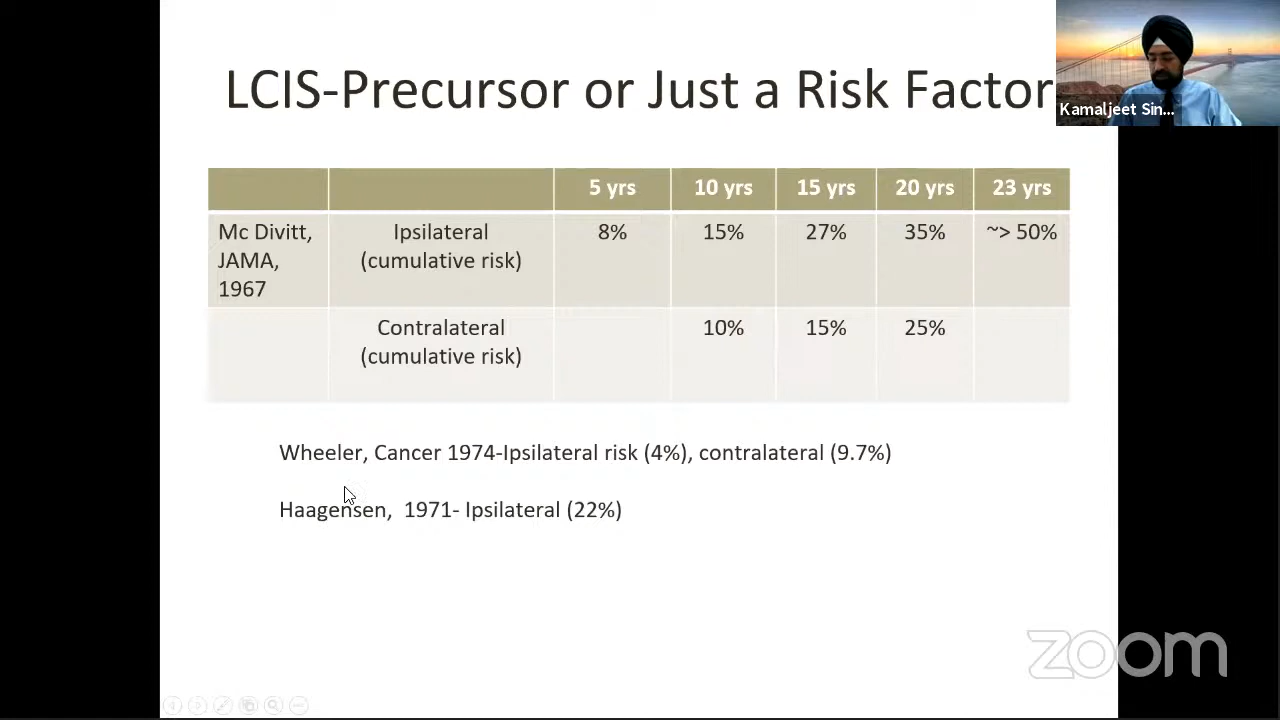 LCIS-Precursor or Just a Risk Factor
Kamaljeet Sin...
5 yrs 10 yrs 15 yrs 20 yrs 23 yrs
Mc Divitt, Ipsilateral 8% 15% 27% 35% ~> 50%
JAMA, (cumulative risk)
1967
Contralateral 10% 15% 25%
(cumulative risk)
Wheeler, Cancer 1974-Ipsilateral risk (4%), contralateral (9.7%)
Haagensen, 1971- Ipsilateral (22%)
zoom